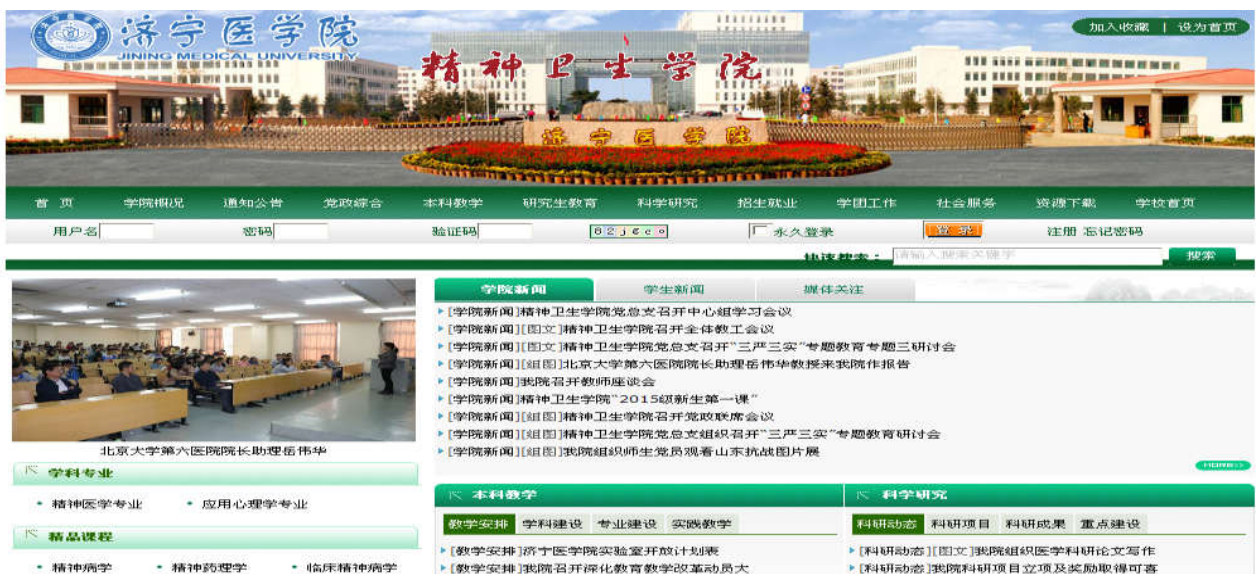 济宁医学院
JINING MEDICAL UNIVERSITY
加入收藏 | 设为首页
精神卫生学院
济宁医学院
首 页 学院概况 通知公告 党政综合 本科教学 研究生教育 科学研究 招生就业 学团工作 社会服务 资源下载 学校首页
用户名 密码 验证码 永久登录 登录 注册 忘记密码
快速搜索： 请输入搜索关键字 搜索
学院新闻 学生新闻 媒体关注
[学院新闻]精神卫生学院党总支召开中心组学习会议
[学院新闻][图文]精神卫生学院召开全体教工会议
[学院新闻][图文]精神卫生学院党总支召开“三严三实”专题教育专题三研讨会
[学院新闻][组图]北京大学第六医院院长助理岳伟华教授来我院作报告
[学院新闻]我院召开教师座谈会
[学院新闻]精神卫生学院“2015级新生第一课”
[学院新闻][组图]精神卫生学院召开党政联席会议
[学院新闻][组图]精神卫生学院党总支组织召开“三严三实”专题教育研讨会
[学院新闻][组图]我院组织师生党员观看山东抗战图片展
MORE>>
北京大学第六医院院长助理岳伟华
学科专业
• 精神医学专业 • 应用心理学专业
精品课程
• 精神病学 • 精神药理学 • 临床精神病学
本科教学
教学安排 学科建设 专业建设 实践教学
[教学安排]济宁医学院实验室开放计划表
[教学安排]我院召开深化教育教学改革动员大
科学研究
科研动态 科研项目 科研成果 重点建设
[科研动态][图文]我院组织医学科研论文写作
[科研动态]我院科研项目立项及奖励取得可喜